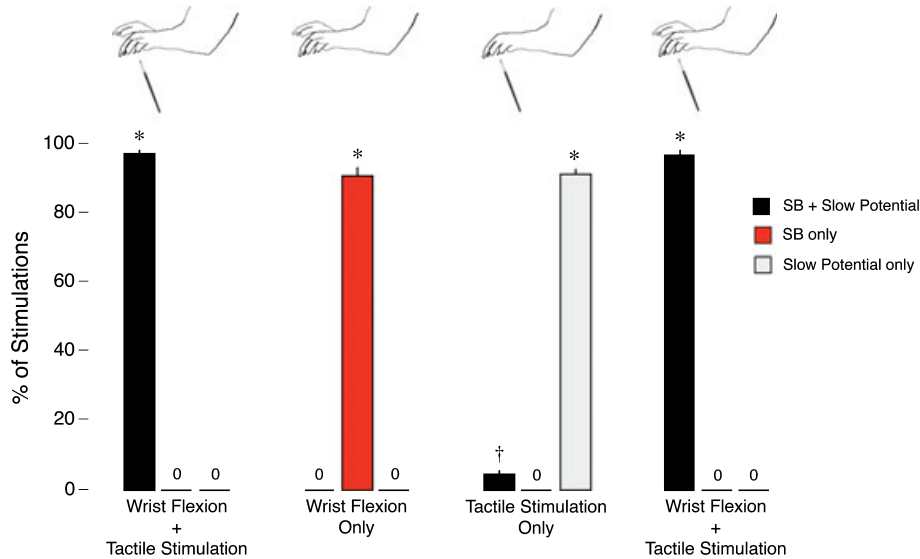 % of Stimulations
100
80
60
40
20
0
*
0 0
0
*
0
†
0
*
*
0 0
SB + Slow Potential
SB only
Slow Potential only
Wrist Flexion
+
Tactile Stimulation
Wrist Flexion
Only
Tactile Stimulation
Only
Wrist Flexion
+
Tactile Stimulation